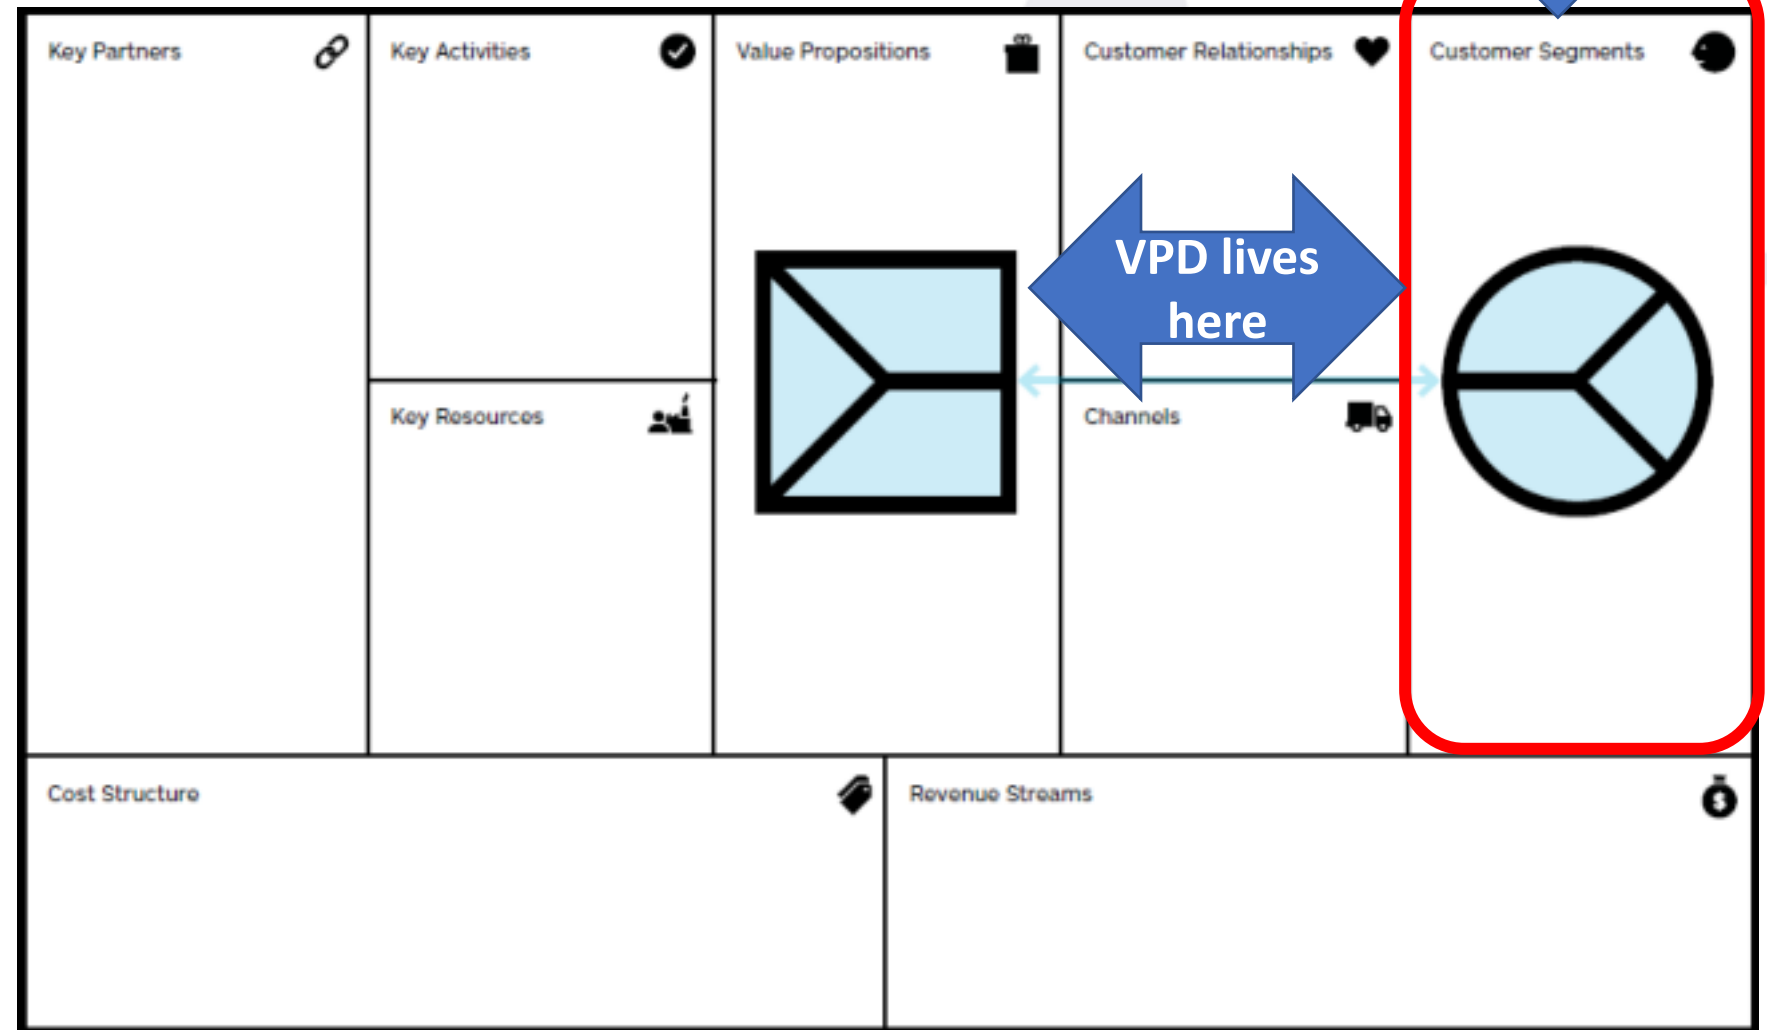 Key Partners
Key Activities
Value Propositions
Customer Relationships
Customer Segments
VPD lives
here
Key Resources
Channels
Cost Structure
Revenue Streams
$